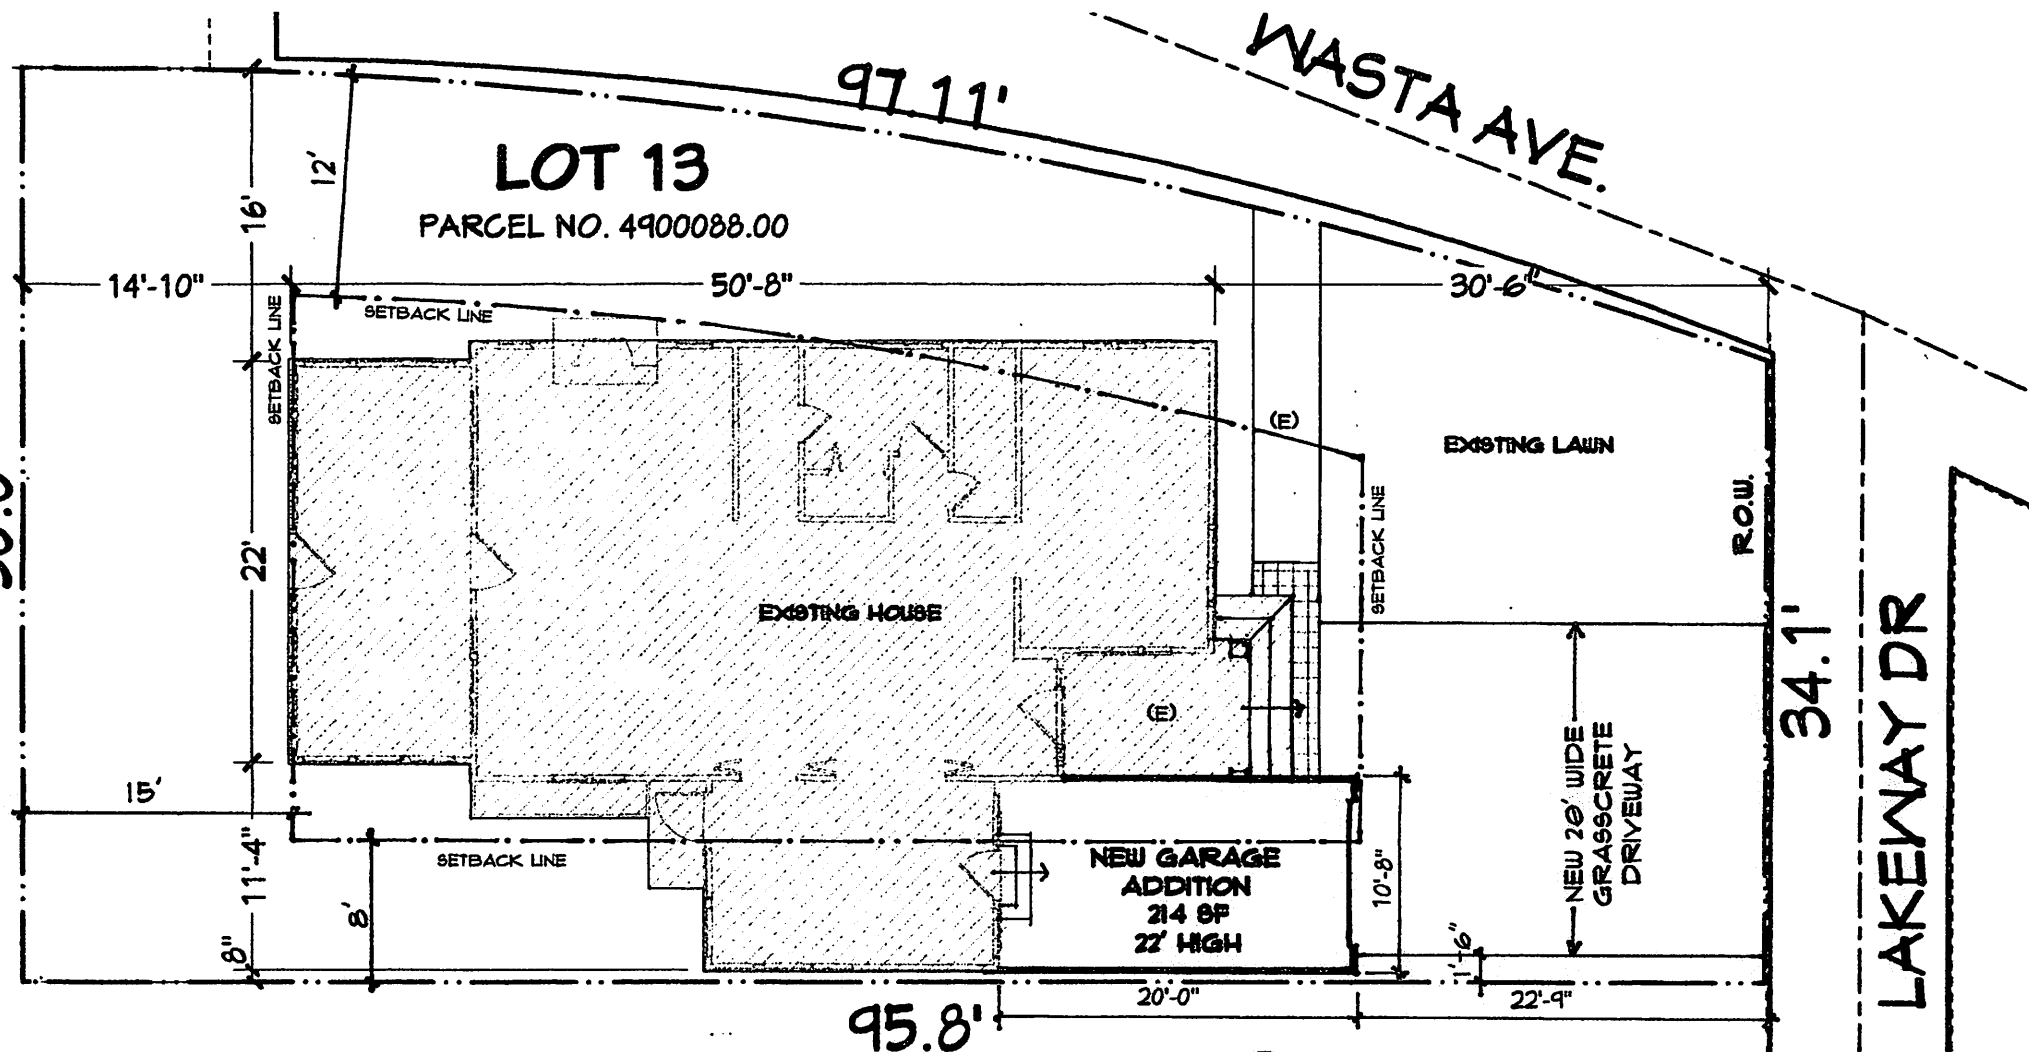 WASTA AVE.
97.11'
LOT 13
PARCEL NO. 4900088.00
12'
16'
14'-10"
50'-8"
30'-6"
SETBACK LINE
SETBACK LINE
(E)
EXISTING LAWN
SETBACK LINE
R.O.W.
22'
EXISTING HOUSE
34.1'
LAKEWAY DR
(E)
NEW 20' WIDE
GRASSCRETE
DRIVEWAY
15'
11'-4"
SETBACK LINE
8'
8"
NEW GARAGE
ADDITION
214 SF
22' HIGH
10'-8"
1'-6"
20'-0"
22'-9"
95.8'